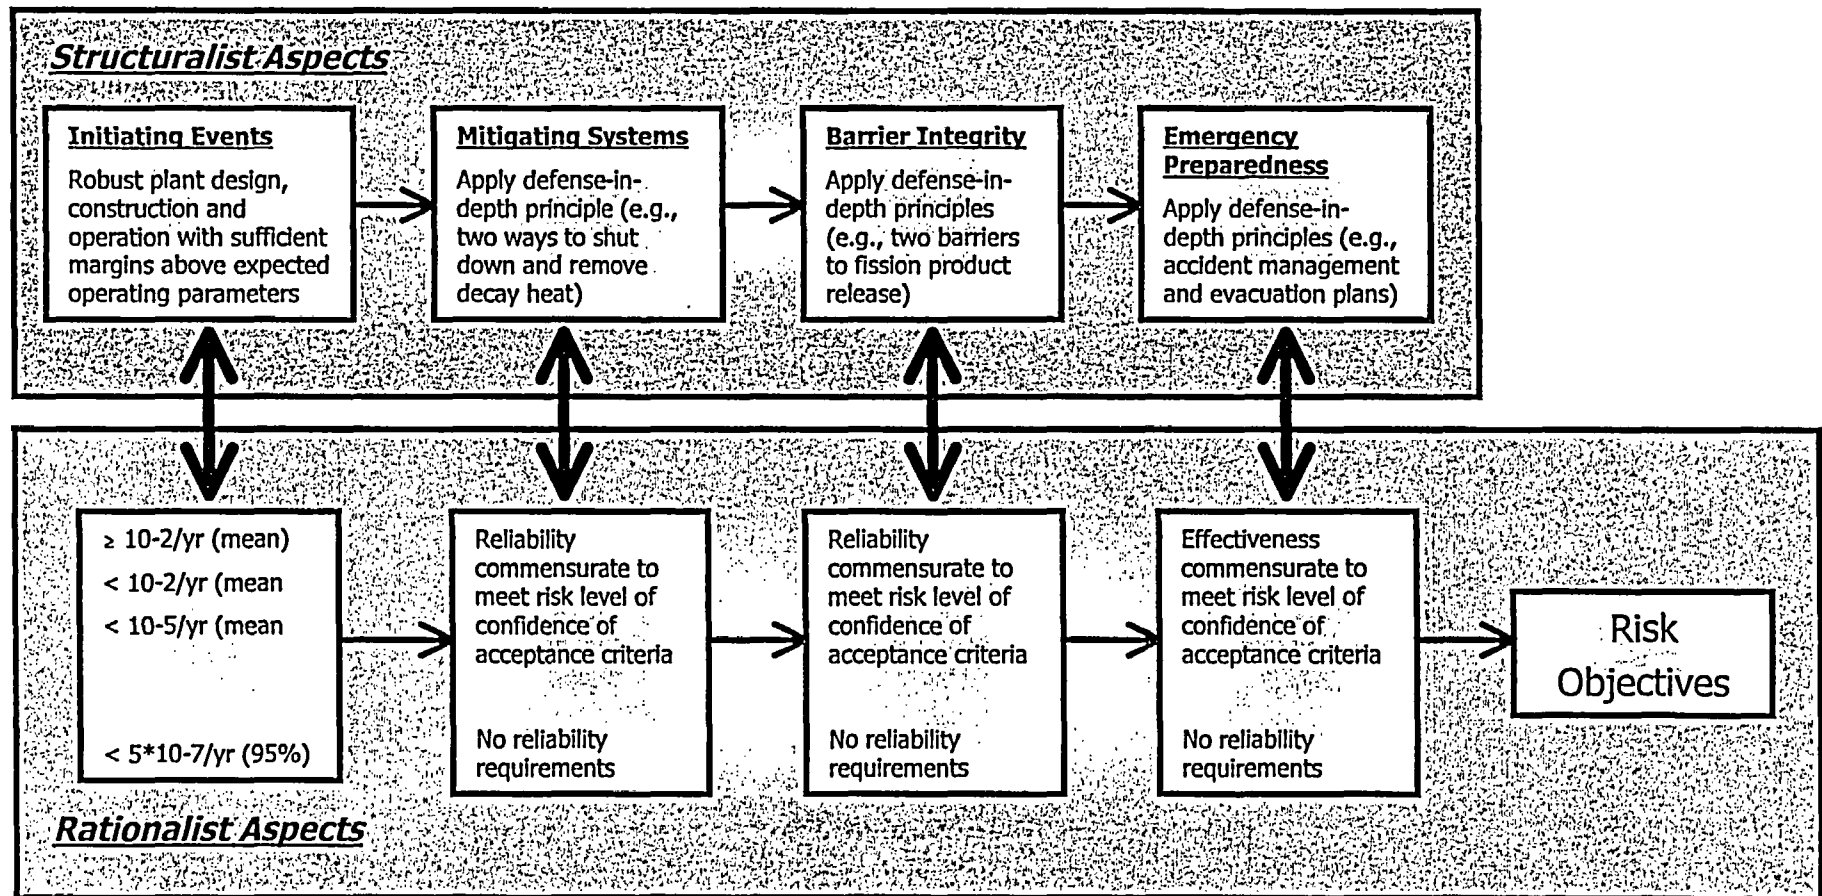 Structuralist Aspects
Initiating Events
Robust plant design,
construction and
operation with sufficient
margins above expected
operating parameters
Mitigating Systems
Apply defense-in-
depth principle (e.g.,
two ways to shut
down and remove
decay heat)
Barrier Integrity
Apply defense-in-
depth principles
(e.g., two barriers
to fission product
release)
Emergency
Preparedness
Apply defense-in-
depth principles (e.g.,
accident management
and evacuation plans)
≥ 10-2/yr (mean)
< 10-2/yr (mean
< 10-5/yr (mean
< 5*10-7/yr (95%)
Reliability
commensurate to
meet risk level of
confidence of
acceptance criteria
No reliability
requirements
Reliability
commensurate to
meet risk level of
confidence of
acceptance criteria
No reliability
requirements
Effectiveness
commensurate to
meet risk level of
confidence of
acceptance criteria
No reliability
requirements
Risk
Objectives
Rationalist Aspects